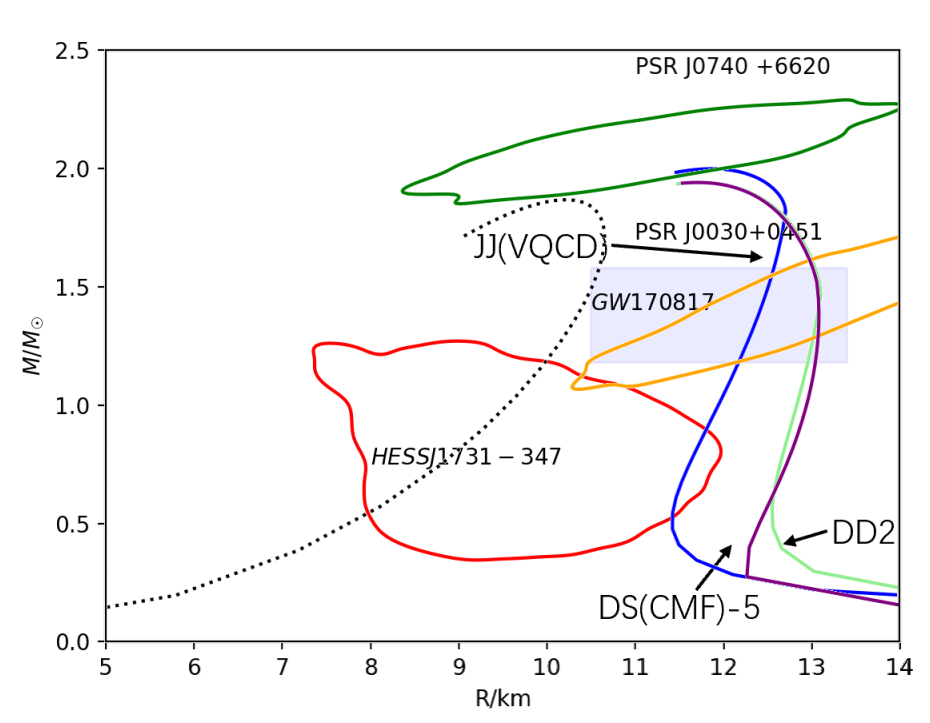 2.5
PSR J0740 +6620
2.0
JJ(VQCD)
PSR J0030+0451
1.5
GW170817
M/M☉
1.0
HESSJ1731 − 347
0.5
DD2
DS(CMF)-5
0.0
5 6 7 8 9 10 11 12 13 14
R/km